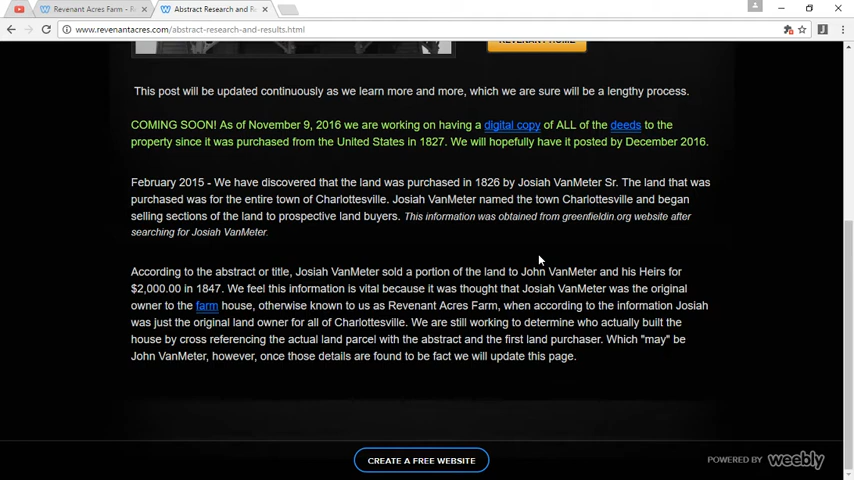 Revenant Acres Farm - Re
Abstract Research and Re
www.revenantacres.com/abstract-research-and-results.html
REVENANT HOME
This post will be updated continuously as we learn more and more, which we are sure will be a lengthy process.
COMING SOON! As of November 9, 2016 we are working on having a digital copy of ALL of the deeds to the
property since it was purchased from the United States in 1827. We will hopefully have it posted by December 2016.
February 2015 - We have discovered that the land was purchased in 1826 by Josiah VanMeter Sr. The land that was
purchased was for the entire town of Charlottesville. Josiah VanMeter named the town Charlottesville and began
selling sections of the land to prospective land buyers. This information was obtained from greenfieldin.org website after
searching for Josiah VanMeter.
According to the abstract or title, Josiah VanMeter sold a portion of the land to John VanMeter and his Heirs for
$2,000.00 in 1847. We feel this information is vital because it was thought that Josiah VanMeter was the original
owner to the farm house, otherwise known to us as Revenant Acres Farm, when according to the information Josiah
was just the original land owner for all of Charlottesville. We are still working to determine who actually built the
house by cross referencing the actual land parcel with the abstract and the first land purchaser. Which "may" be
John VanMeter, however, once those details are found to be fact we will update this page.
CREATE A FREE WEBSITE
POWERED BY weebly